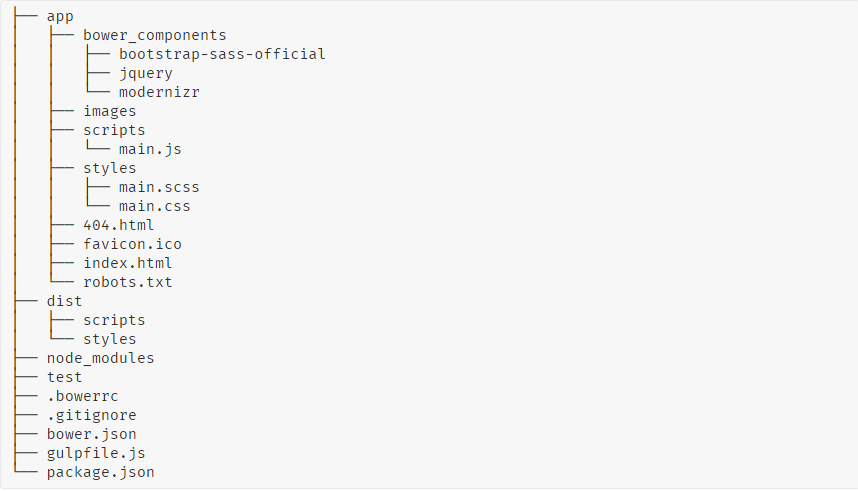 ├── app
│   ├── bower_components
│   │   ├── bootstrap-sass-official
│   │   ├── jquery
│   │   └── modernizr
│   ├── images
│   ├── scripts
│   │   └── main.js
│   ├── styles
│   │   ├── main.scss
│   │   └── main.css
│   ├── 404.html
│   ├── favicon.ico
│   ├── index.html
│   └── robots.txt
├── dist
│   ├── scripts
│   └── styles
├── node_modules
├── test
├── .bowerrc
├── .gitignore
├── bower.json
├── gulpfile.js
└── package.json